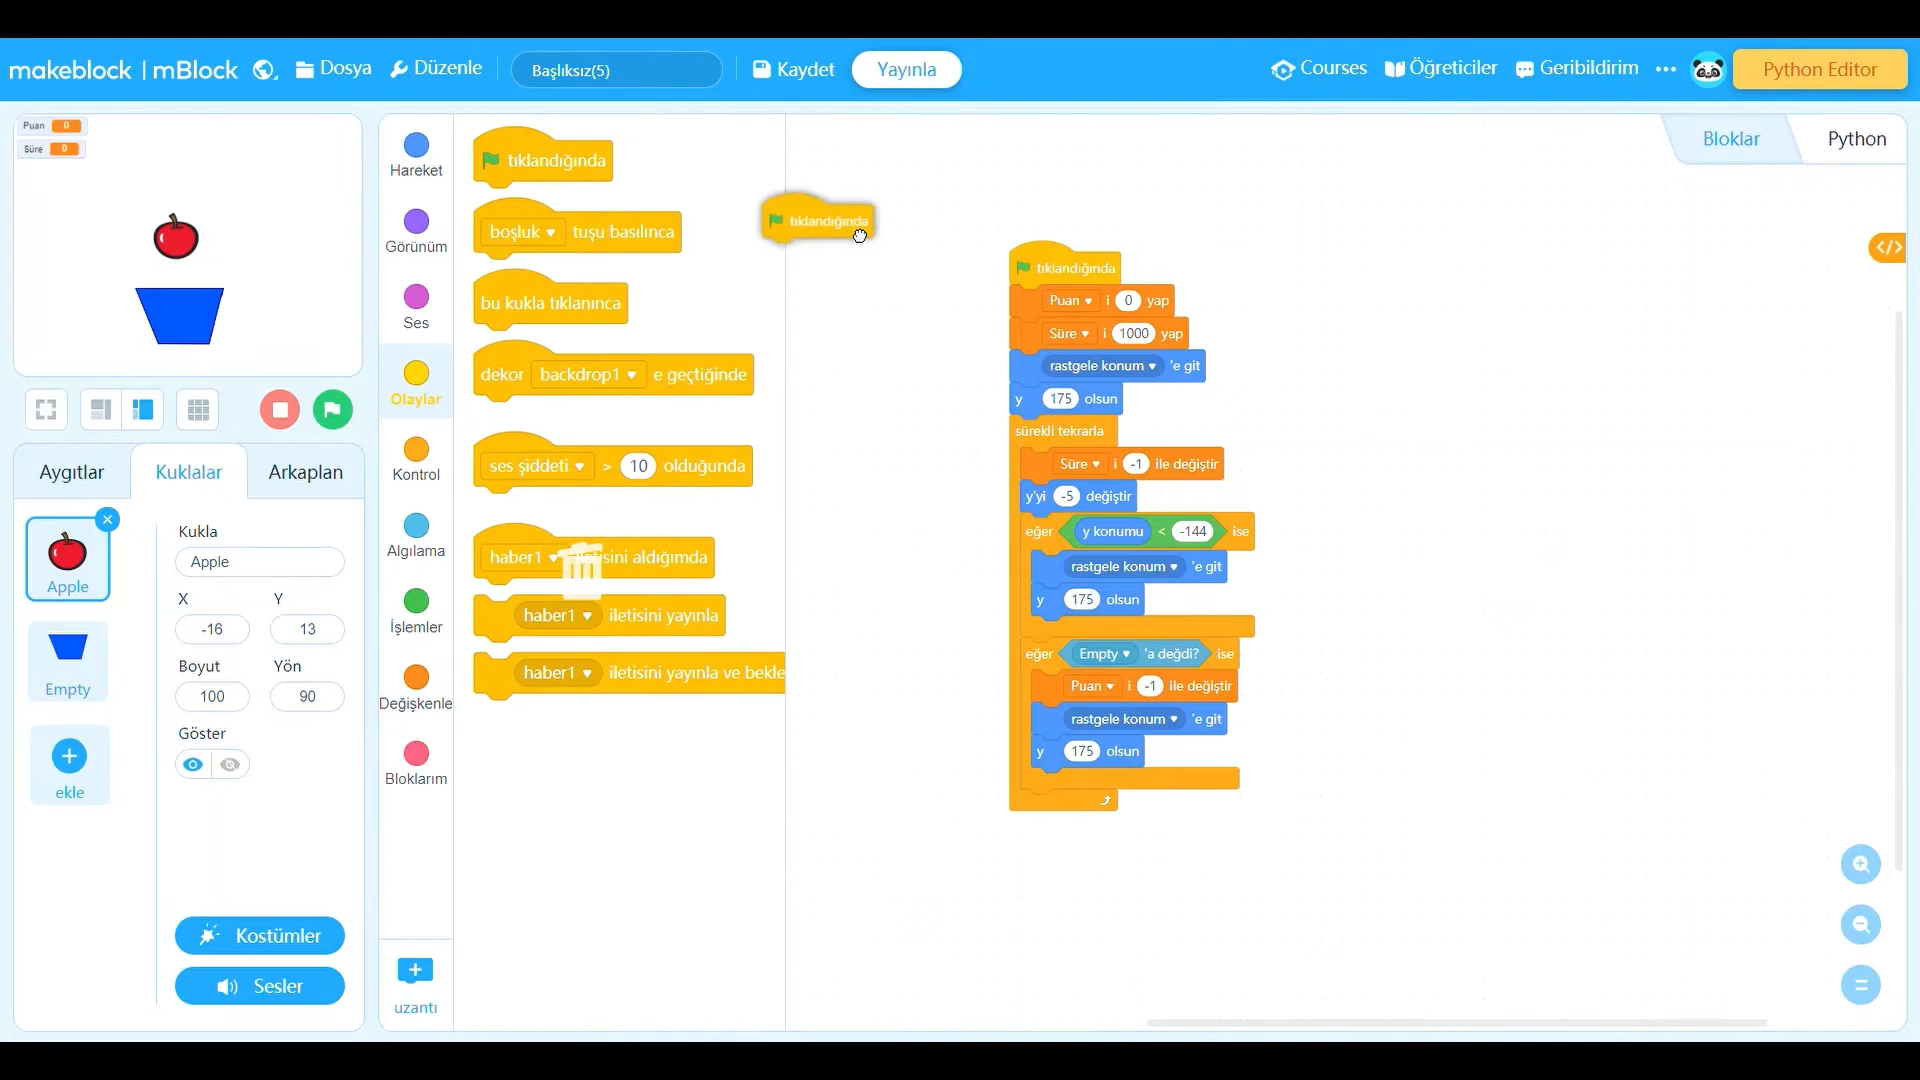 makeblock | mBlock Dosya Düzenle Başlıksız(5) Kaydet Yayınla Courses Öğreticiler Geribildirim ••• Python Editor
Puan 0
Süre 0
Aygıtlar Kuklalar Arkaplan
Apple
Empty
ekle
Kukla
Apple
X Y
-16 13
Boyut Yön
100 90
Göster
Kostümler
Sesler
Hareket
Görünüm
Ses
Olaylar
Kontrol
Algılama
İşlemler
Değişkenle
Bloklarım
uzantı
tıklandığında
boşluk tuşu basılınca
bu kukla tıklanınca
dekor backdrop1 e geçtiğinde
ses şiddeti > 10 olduğunda
haber1 iletisini aldığımda
haber1 iletisini yayınla
haber1 iletisini yayınla ve bekle
tıklandığında
Bloklar Python
</>
tıklandığında
Puan i 0 yap
Süre i 1000 yap
rastgele konum 'e git
y 175 olsun
sürekli tekrarla
Süre i -1 ile değiştir
y'yi -5 değiştir
eğer y konumu < -144 ise
rastgele konum 'e git
y 175 olsun
eğer Empty 'a değdi? ise
Puan i -1 ile değiştir
rastgele konum 'e git
y 175 olsun